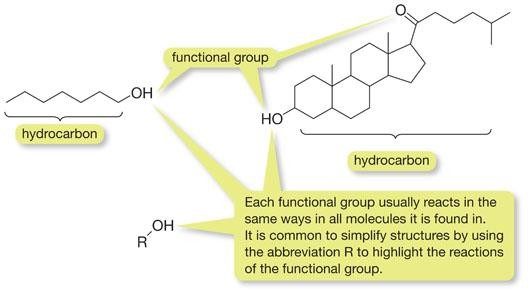 O
functional group
OH
hydrocarbon
HO
hydrocarbon
OH
R
Each functional group usually reacts in the
same ways in all molecules it is found in.
It is common to simplify structures by using
the abbreviation R to highlight the reactions
of the functional group.